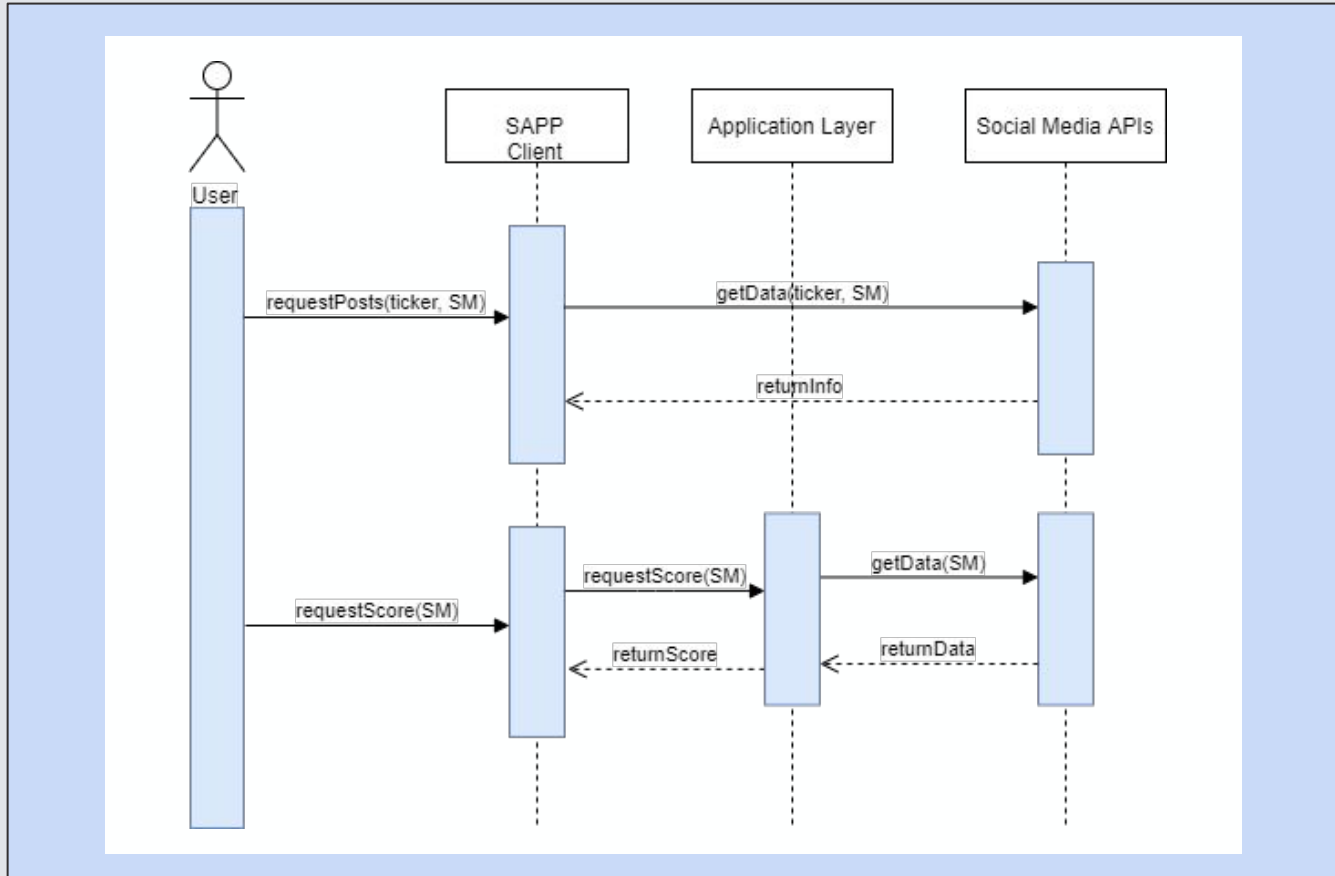 User
SAPP
Client
Application Layer
Social Media APIs
requestPosts(ticker, SM)
getData(ticker, SM)
returnInfo
requestScore(SM)
requestScore(SM)
getData(SM)
returnScore
returnData